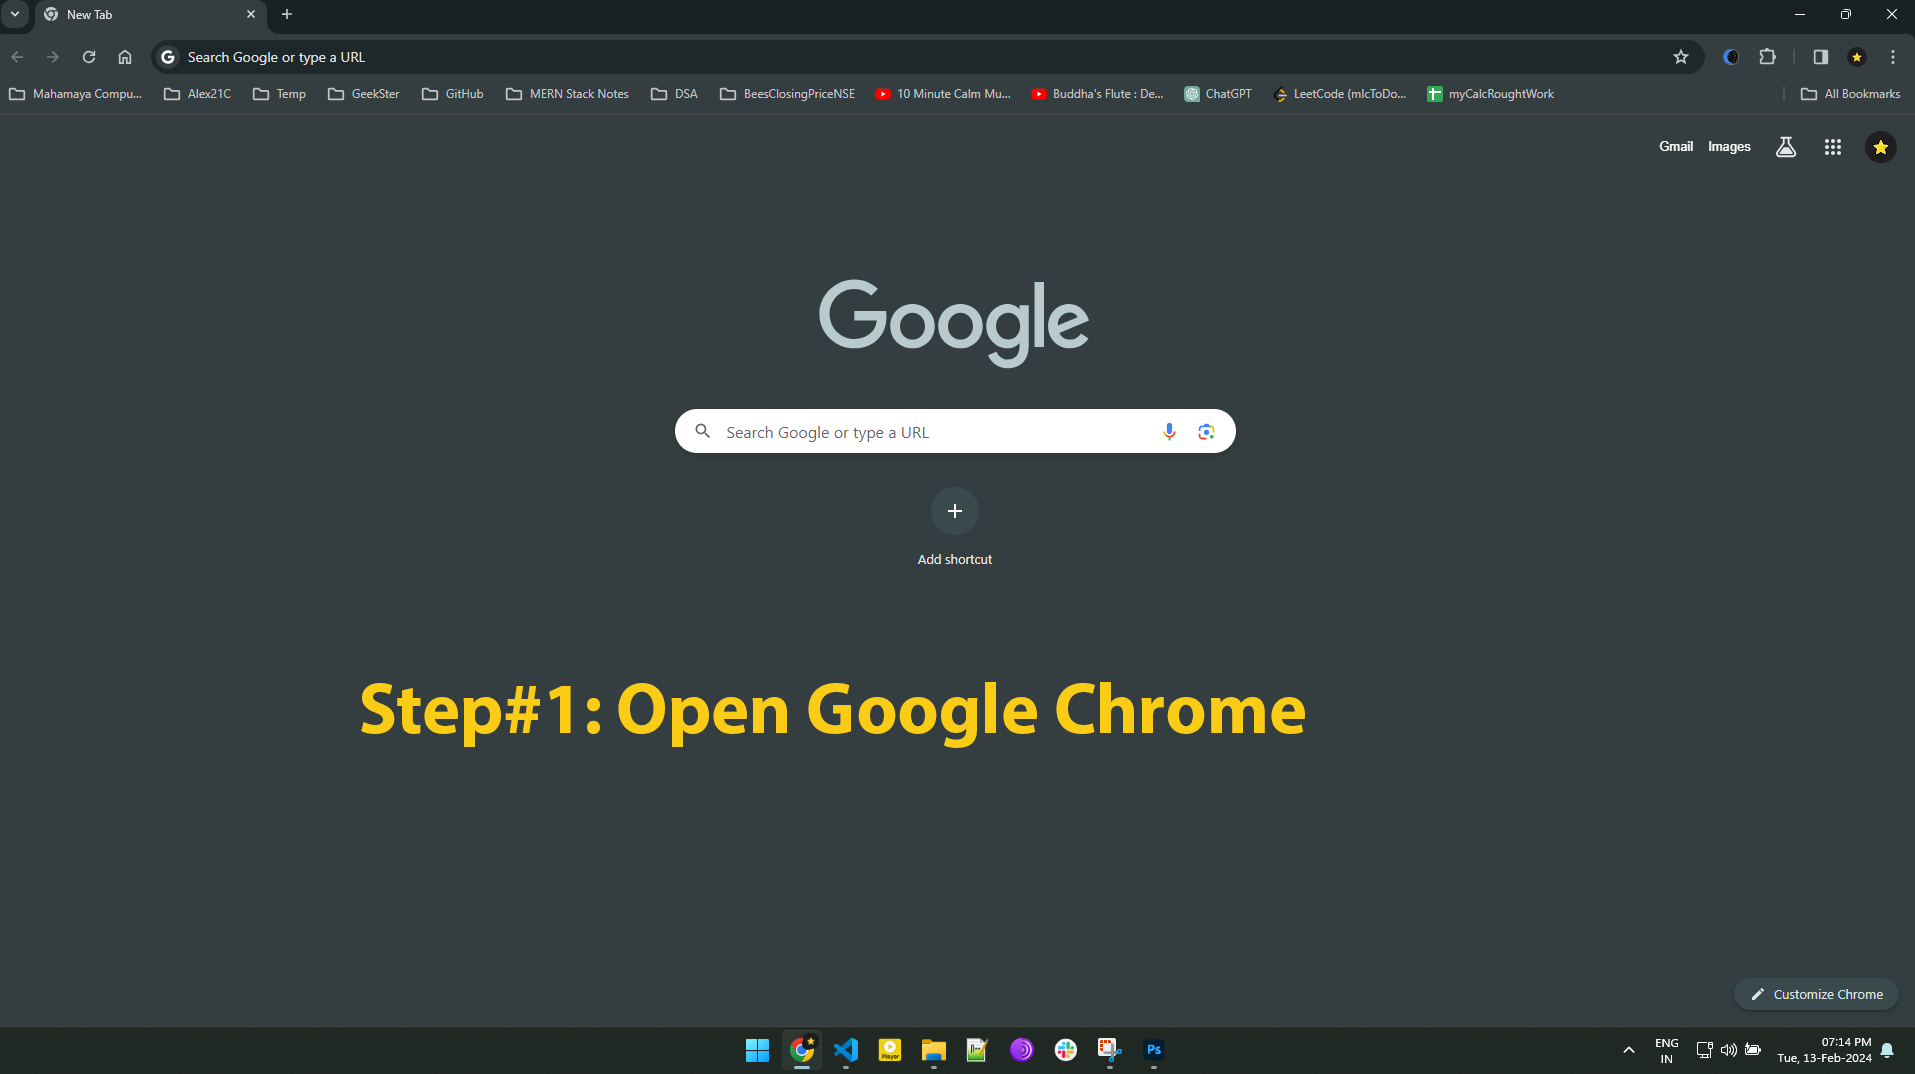 New Tab
Search Google or type a URL
Mahamaya Compu... Alex21C Temp GeekSter GitHub MERN Stack Notes DSA BeesClosingPriceNSE 10 Minute Calm Mu... Buddha's Flute : De... ChatGPT LeetCode (mlcToDo... myCalcRoughtWork All Bookmarks
Gmail Images
Google
Search Google or type a URL
Add shortcut
Step#1: Open Google Chrome
Customize Chrome
Player
Ps
ENG
IN
07:14 PM
Tue, 13-Feb-2024